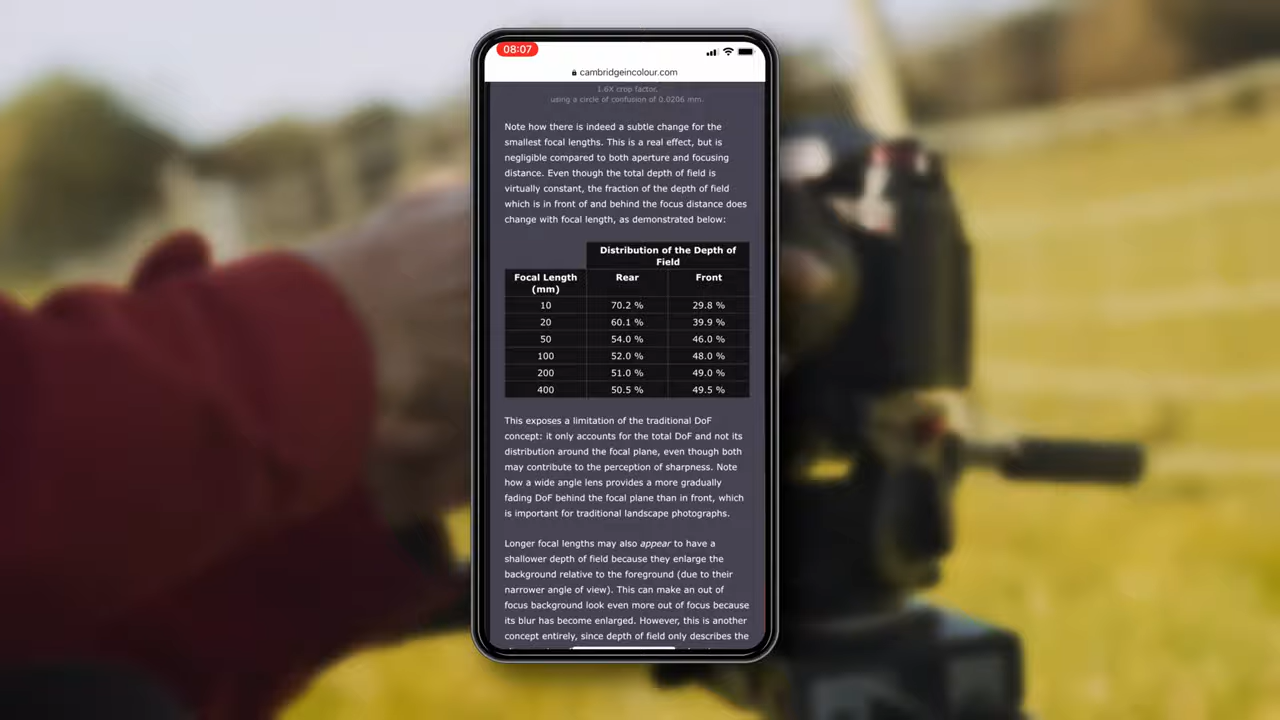 08:07
cambridgeincolour.com
1.6X crop factor.
using a circle of confusion of 0.0206 mm.
Note how there is indeed a subtle change for the
smallest focal lengths. This is a real effect, but is
negligible compared to both aperture and focusing
distance. Even though the total depth of field is
virtually constant, the fraction of the depth of field
which is in front of and behind the focus distance does
change with focal length, as demonstrated below:
Distribution of the Depth of
Field
Focal Length Rear Front
(mm)
10 70.2 % 29.8 %
20 60.1 % 39.9 %
50 54.0 % 46.0 %
100 52.0 % 48.0 %
200 51.0 % 49.0 %
400 50.5 % 49.5 %
This exposes a limitation of the traditional DoF
concept: it only accounts for the total DoF and not its
distribution around the focal plane, even though both
may contribute to the perception of sharpness. Note
how a wide angle lens provides a more gradually
fading DoF behind the focal plane than in front, which
is important for traditional landscape photographs.
Longer focal lengths may also appear to have a
shallower depth of field because they enlarge the
background relative to the foreground (due to their
narrower angle of view). This can make an out of
focus background look even more out of focus because
its blur has become enlarged. However, this is another
concept entirely, since depth of field only describes the